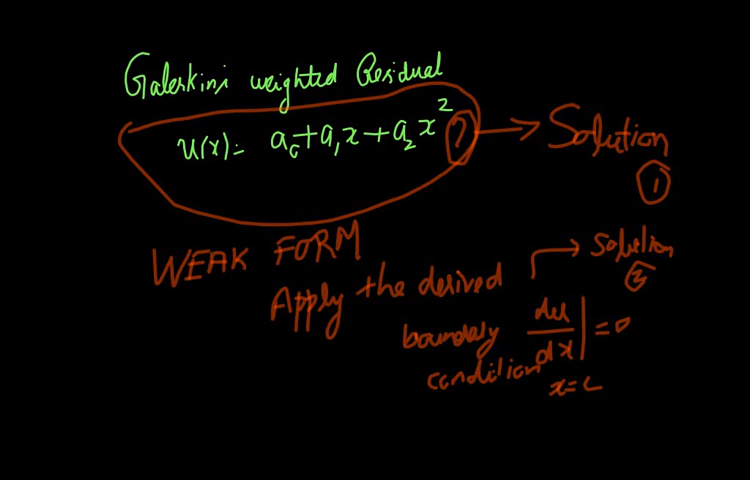 Galerkins weighted Residual
u(x)= a₀+a₁x+a₂x² ?
→ Solution
①
WEAK FORM
→ Solution
②
Apply the derived
boundary du/dx | = 0
condition x=L